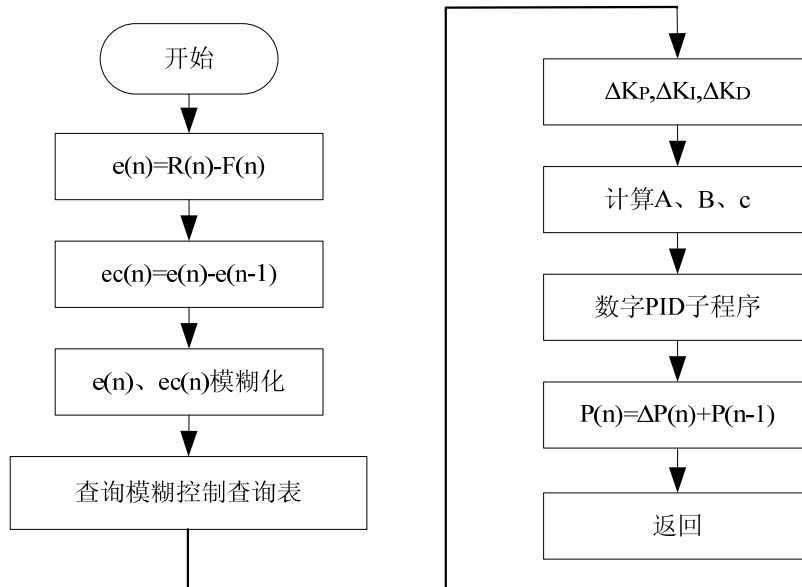 开始
e(n)=R(n)-F(n)
ec(n)=e(n)-e(n-1)
e(n)、ec(n)模糊化
查询模糊控制查询表
ΔKP,ΔKI,ΔKD
计算A、B、c
数字PID子程序
P(n)=ΔP(n)+P(n-1)
返回